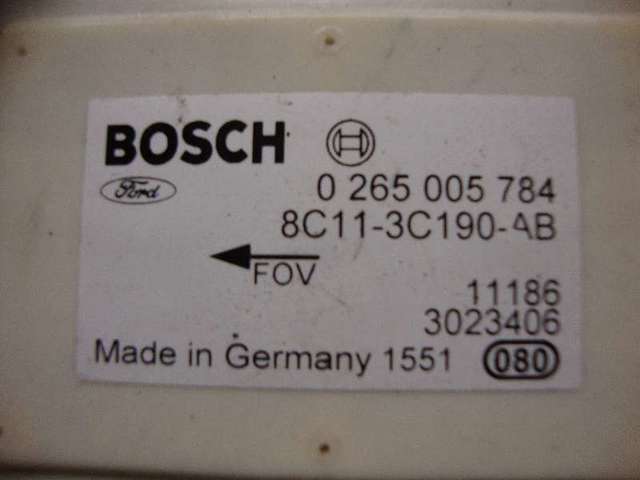 BOSCH
Ford
0 265 005 784
8C11-3C190-AB
FOV
11186
3023406
Made in Germany 1551 080